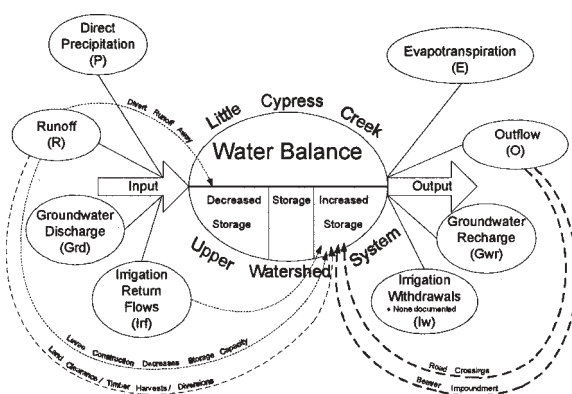 Direct
Precipitation
(P)
Evapotranspiration
(E)
Little Cypress Creek
Direct Runoff Away
Runoff
(R)
Water Balance
Outflow
(O)
Input
Output
Decreased
Storage
Storage
Increased
Storage
Groundwater
Discharge
(Grd)
Groundwater
Recharge
(Gwr)
Upper Watershed System
Irrigation
Return
Flows
(Irf)
Irrigation
Withdrawals
• None documented
(Iw)
Levee Construction Decreases Storage Capacity
Land Clearance / Timber Harvests / Diversions
Road Crossings
Beaver Impoundment